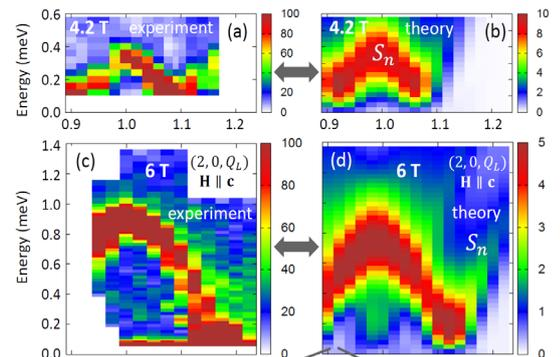 4.2 T experiment (a)
4.2 T theory (b)
S_n
Energy (meV)
0.6
0.4
0.2
0.0
100
80
60
40
20
0
10
8
6
4
2
0
0.9 1.0 1.1 1.2
0.9 1.0 1.1 1.2
(c) 6 T (2, 0, Q_L)
H ∥ c
experiment
(d) 6 T (2, 0, Q_L)
H ∥ c
theory
S_n
Energy (meV)
1.4
1.2
1.0
0.8
0.6
0.4
0.2
0.0
100
80
60
40
20
0
5
4
3
2
1
0